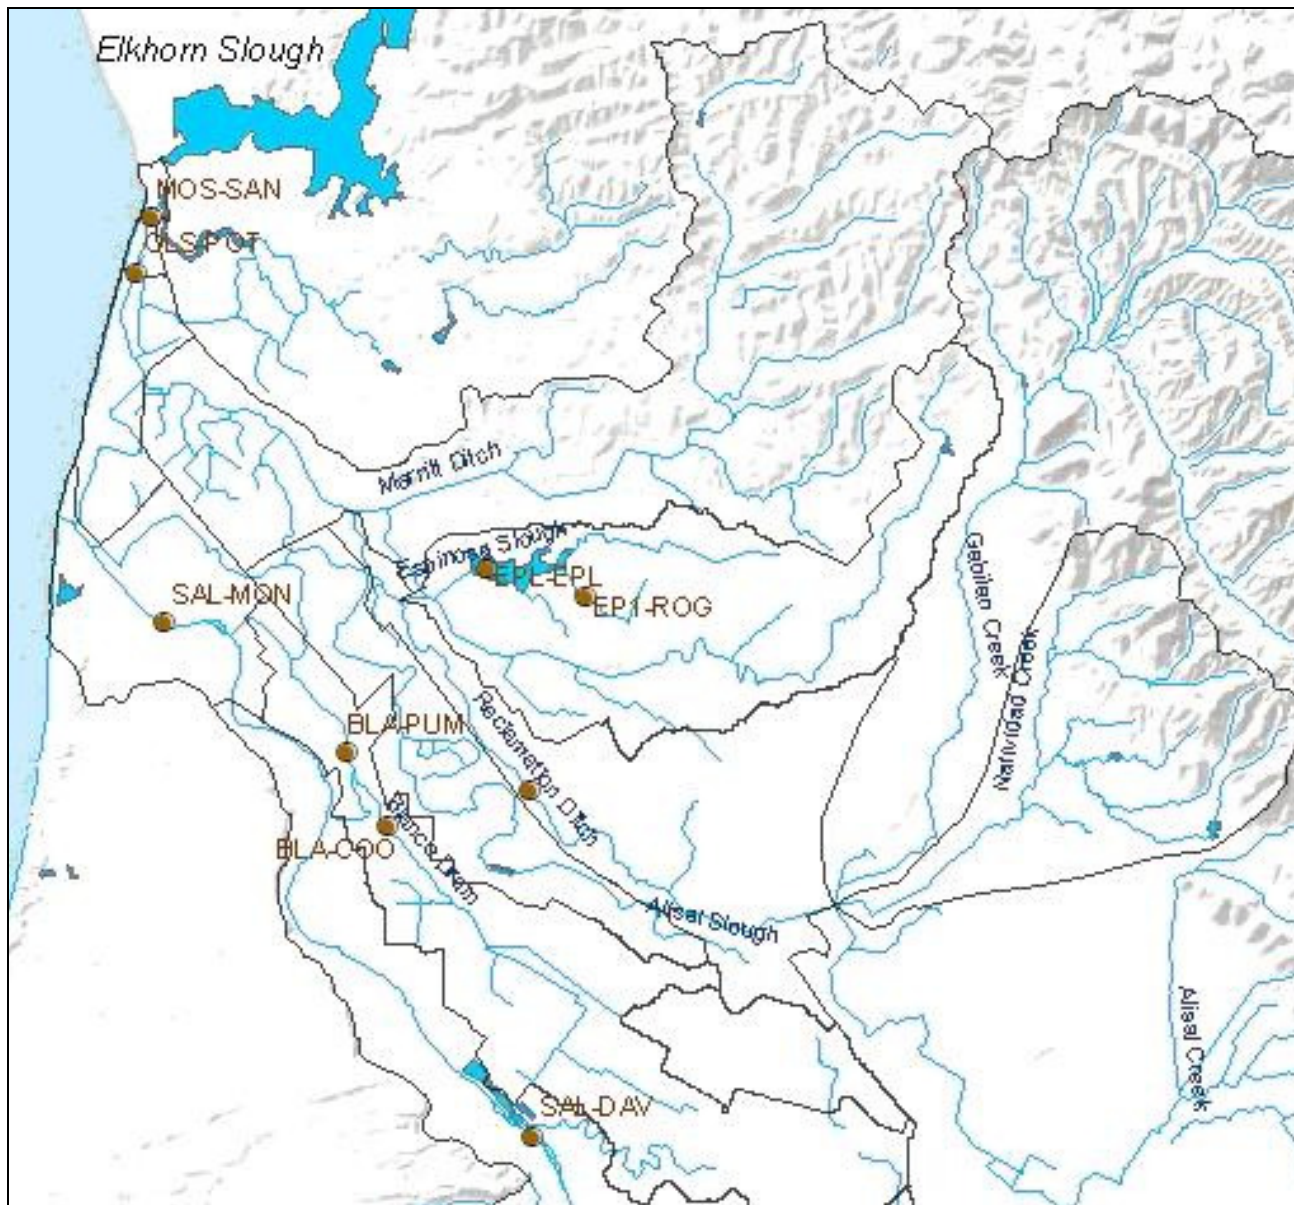 Elkhorn Slough
MOS-SAN
OLS-POT
Merritt Ditch
Espinosa Slough
EPL-EPL
EP1-ROG
SAL-MON
Gabilan Creek
Natividad Creek
BLA-PUM
Reclamation Ditch
BLA-COO
Blanco Drain
Alisal Slough
Alisal Creek
SAL-DAV